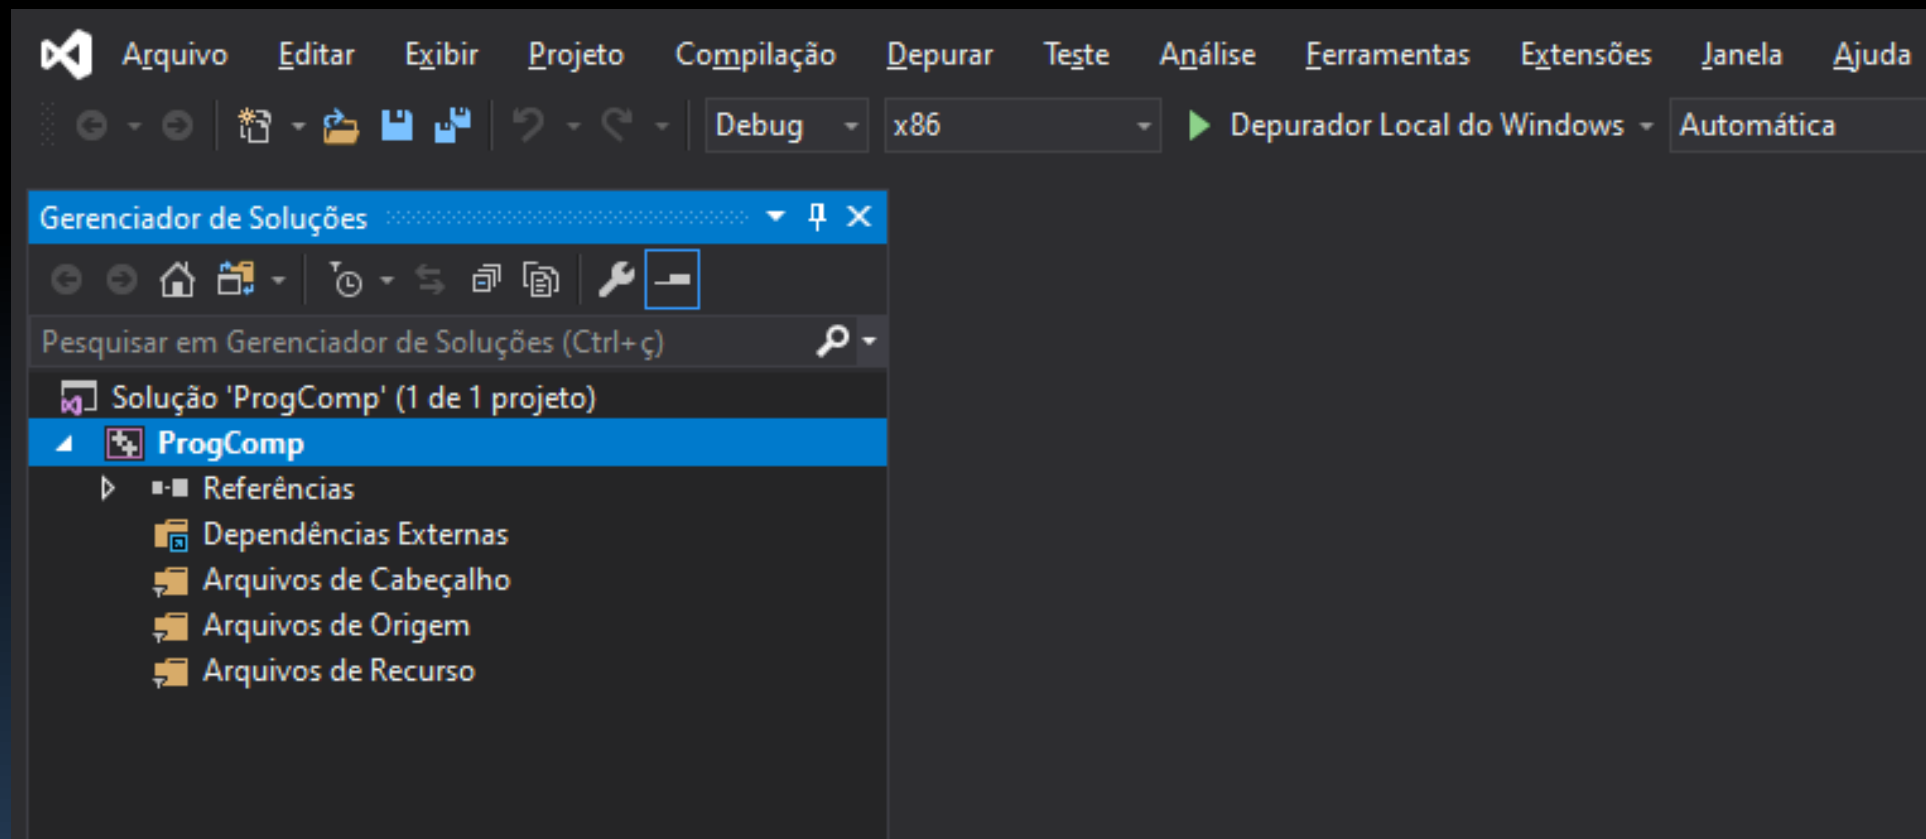 Arquivo Editar Exibir Projeto Compilação Depurar Teste Análise Ferramentas Extensões Janela Ajuda
Debug x86 Depurador Local do Windows Automática
Gerenciador de Soluções
Pesquisar em Gerenciador de Soluções (Ctrl+ç)
Solução 'ProgComp' (1 de 1 projeto)
ProgComp
Referências
Dependências Externas
Arquivos de Cabeçalho
Arquivos de Origem
Arquivos de Recurso